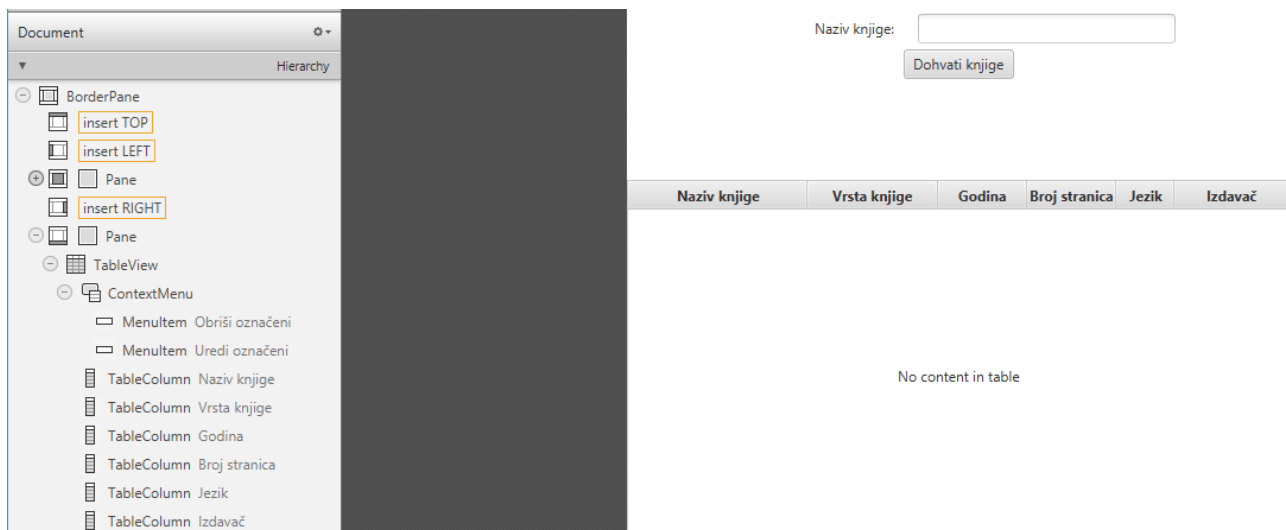 Document
Hierarchy
BorderPane
insert TOP
insert LEFT
Pane
insert RIGHT
Pane
TableView
ContextMenu
MenuItem Obriši označeni
MenuItem Uredi označeni
TableColumn Naziv knjige
TableColumn Vrsta knjige
TableColumn Godina
TableColumn Broj stranica
TableColumn Jezik
TableColumn Izdavač
Naziv knjige:
Dohvati knjige
Naziv knjige Vrsta knjige Godina Broj stranica Jezik Izdavač
No content in table